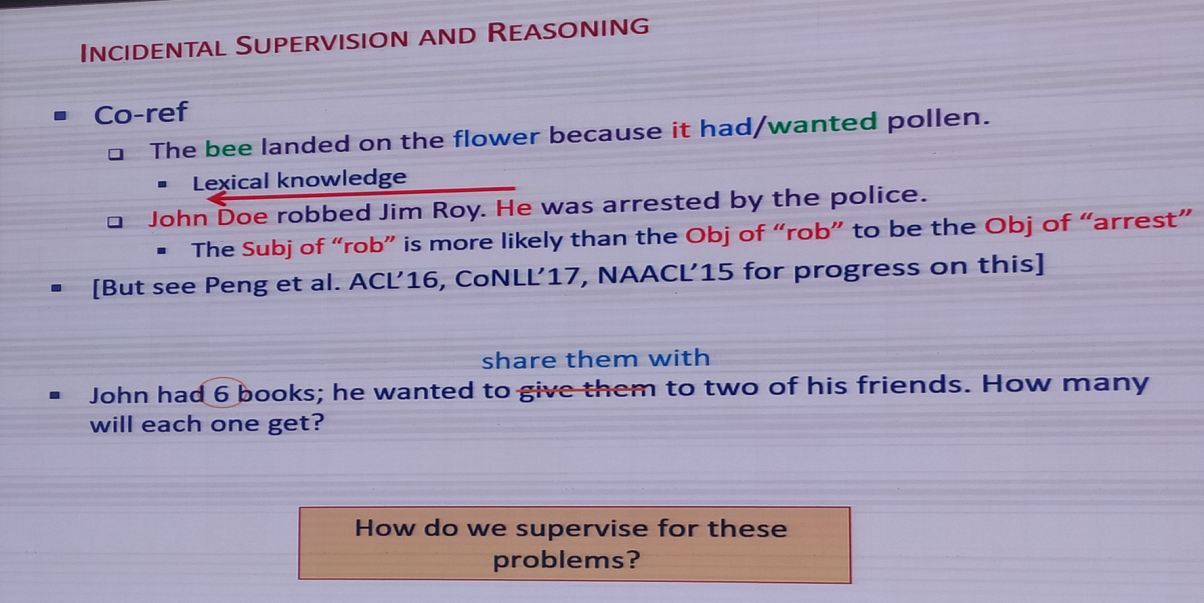 INCIDENTAL SUPERVISION AND REASONING
Co-ref
The bee landed on the flower because it had/wanted pollen.
Lexical knowledge
John Doe robbed Jim Roy. He was arrested by the police.
The Subj of “rob” is more likely than the Obj of “rob” to be the Obj of “arrest”
[But see Peng et al. ACL’16, CoNLL’17, NAACL’15 for progress on this]
share them with
John had 6 books; he wanted to give them to two of his friends. How many
will each one get?
How do we supervise for these
problems?